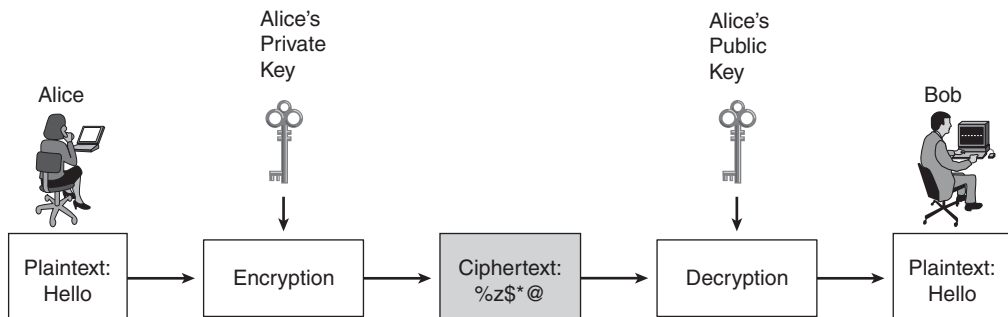 Alice's
Private
Key
Alice's
Public
Key
Alice
Bob
Plaintext:
Hello
Encryption
Ciphertext:
%z$*@
Decryption
Plaintext:
Hello